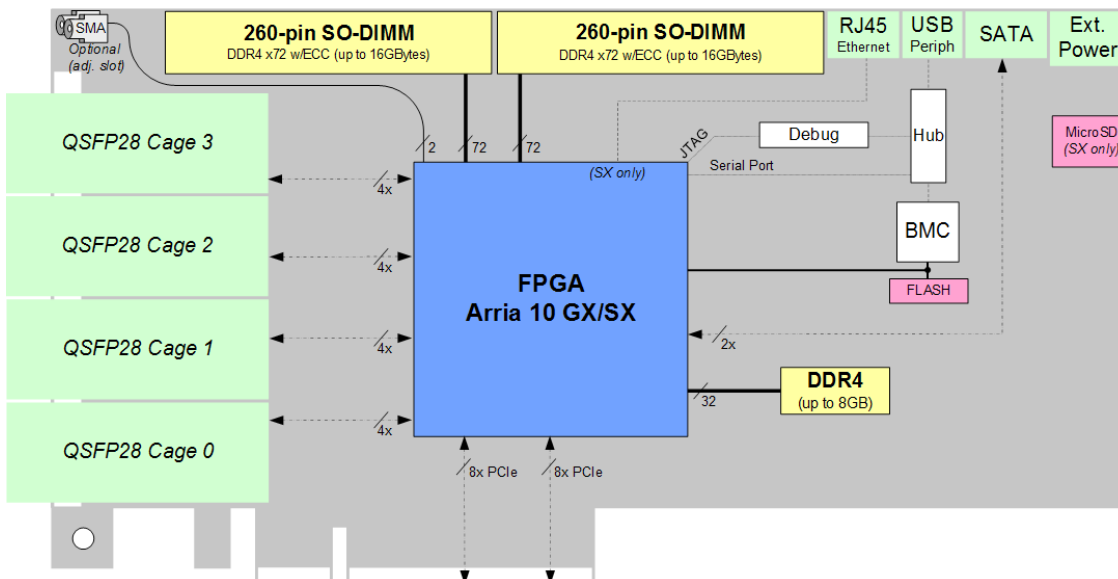 SMA
Optional
(adj. slot)
260-pin SO-DIMM
DDR4 x72 w/ECC (up to 16GBytes)
260-pin SO-DIMM
DDR4 x72 w/ECC (up to 16GBytes)
RJ45
Ethernet
USB
Periph
SATA
Ext.
Power
QSFP28 Cage 3
2
72
72
JTAG
Debug
Hub
MicroSD
(SX only)
(SX only)
Serial Port
4x
QSFP28 Cage 2
4x
BMC
FLASH
FPGA
Arria 10 GX/SX
QSFP28 Cage 1
4x
2x
DDR4
(up to 8GB)
32
QSFP28 Cage 0
4x
8x PCIe
8x PCIe